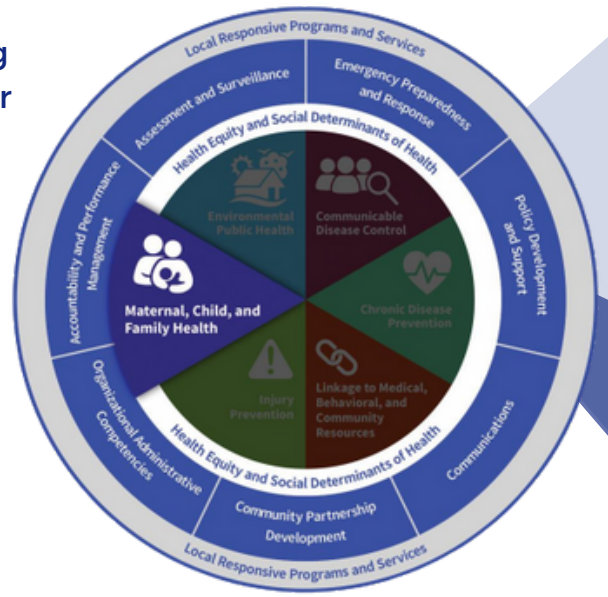 g
r
Local Responsive Programs and Services
Assessment and Surveillance
Emergency Preparedness
and Response
Health Equity and Social Determinants of Health
Environmental
Public Health
Communicable
Disease Control
Accountability and Performance
Management
Policy Development
and Support
Maternal, Child, and
Family Health
Chronic Disease
Prevention
Injury
Prevention
Linkage to Medical,
Behavioral, and
Community
Resources
Organizational Administrative
Competencies
Communications
Health Equity and Social Determinants of Health
Community Partnership
Development
Local Responsive Programs and Services